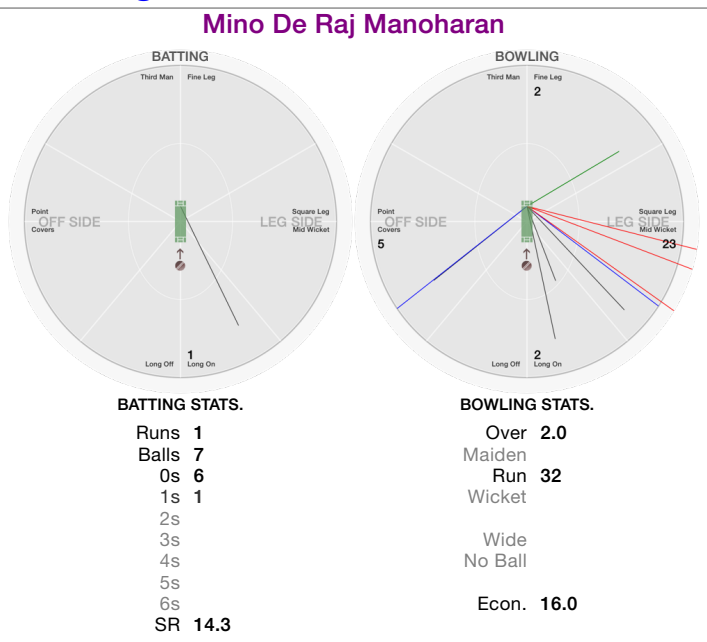 Mino De Raj Manoharan
BATTING
BOWLING
Third Man Fine Leg
Point
OFF SIDE
Covers
Square Leg
LEG SIDE
Mid Wicket
1
Long Off Long On
Third Man Fine Leg
2
Point
OFF SIDE
Covers
5
Square Leg
LEG SIDE
Mid Wicket
23
2
Long Off Long On
BATTING STATS.
Runs 1
Balls 7
0s 6
1s 1
2s
3s
4s
5s
6s
SR 14.3
BOWLING STATS.
Over 2.0
Maiden
Run 32
Wicket
Wide
No Ball
Econ. 16.0